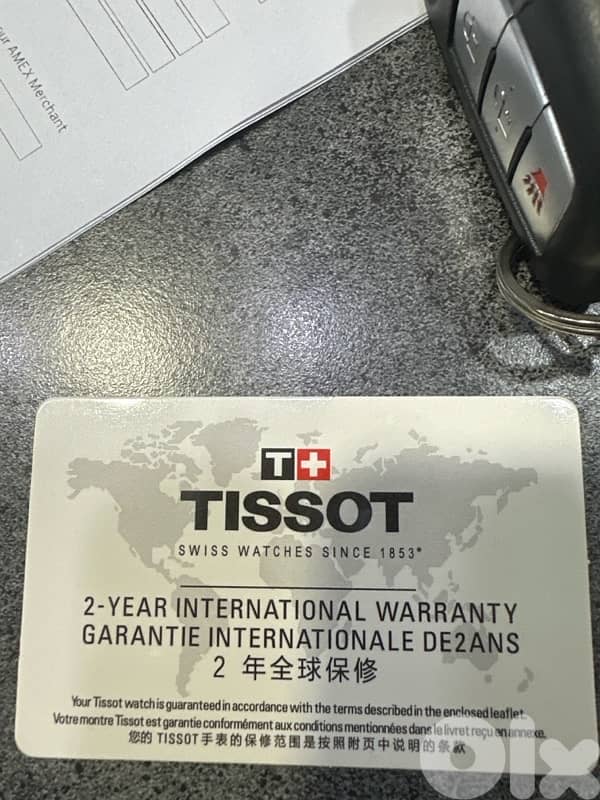 our AMEX Merchant
T+
TISSOT
SWISS WATCHES SINCE 1853*
2-YEAR INTERNATIONAL WARRANTY
GARANTIE INTERNATIONALE DE2ANS
2 年全球保修
Your Tissot watch is guaranteed in accordance with the terms described in the enclosed leaflet.
Votre montre Tissot est garantie conformément aux conditions mentionnées dans le livret reçu en annexe.
您的 TISSOT手表的保修范围是按照附页中说明的条款
olx